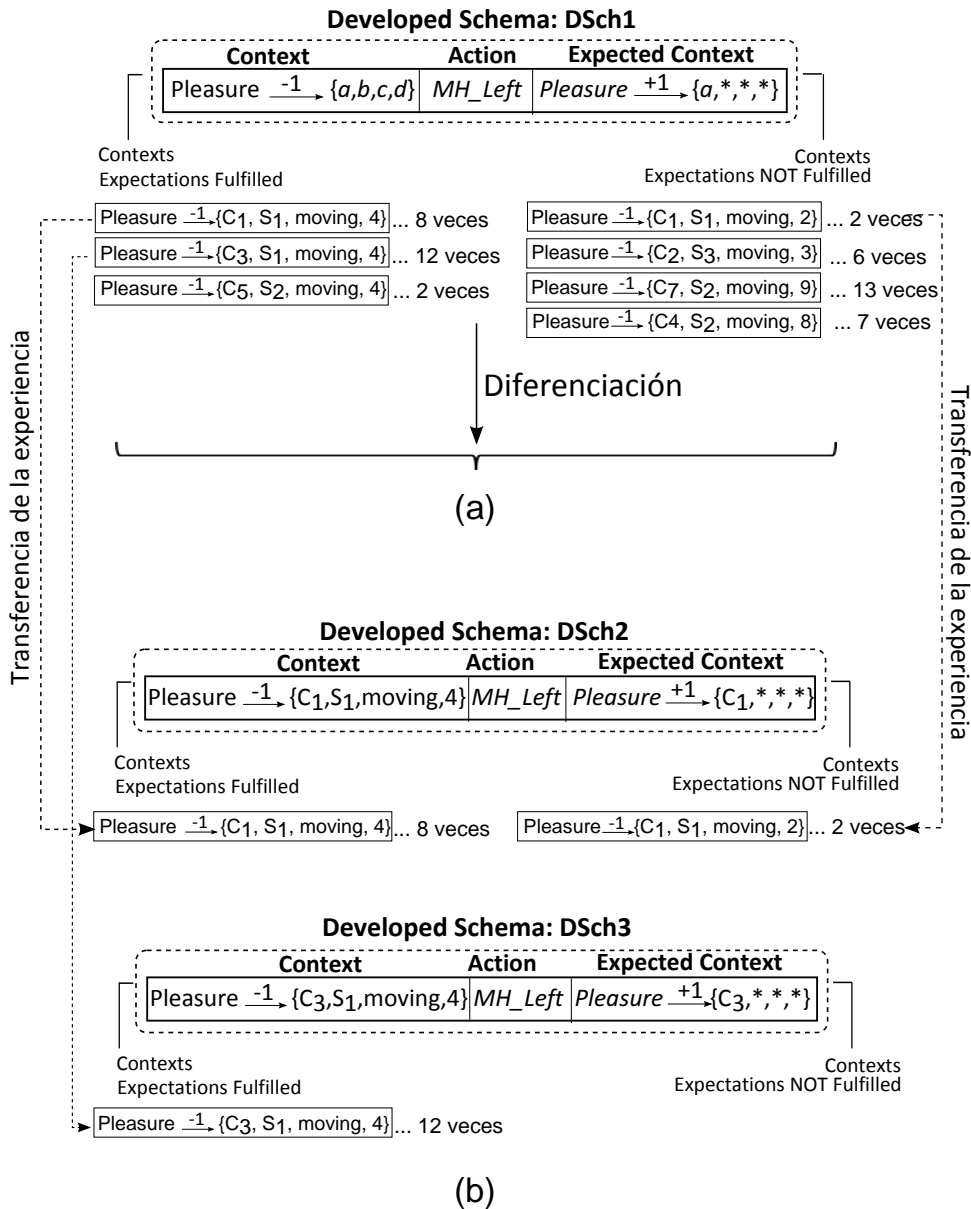 Developed Schema: DSch1
Context Action Expected Context
Pleasure -1 {a,b,c,d} MH_Left Pleasure +1 {a,*,*,*}
Contexts
Expectations Fulfilled
Contexts
Expectations NOT Fulfilled
Pleasure -1 {C1, S1, moving, 4} ... 8 veces
Pleasure -1 {C3, S1, moving, 4} ... 12 veces
Pleasure -1 {C5, S2, moving, 4} ... 2 veces
Pleasure -1 {C1, S1, moving, 2} ... 2 veces
Pleasure -1 {C2, S3, moving, 3} ... 6 veces
Pleasure -1 {C7, S2, moving, 9} ... 13 veces
Pleasure -1 {C4, S2, moving, 8} ... 7 veces
Transferencia de la experiencia
Transferencia de la experiencia
Diferenciación
(a)
Developed Schema: DSch2
Context Action Expected Context
Pleasure -1 {C1,S1,moving,4} MH_Left Pleasure +1 {C1,*,*,*}
Contexts
Expectations Fulfilled
Contexts
Expectations NOT Fulfilled
Pleasure -1 {C1, S1, moving, 4} ... 8 veces
Pleasure -1 {C1, S1, moving, 2} ... 2 veces
Developed Schema: DSch3
Context Action Expected Context
Pleasure -1 {C3,S1,moving,4} MH_Left Pleasure +1 {C3,*,*,*}
Contexts
Expectations Fulfilled
Contexts
Expectations NOT Fulfilled
Pleasure -1 {C3, S1, moving, 4} ... 12 veces
(b)